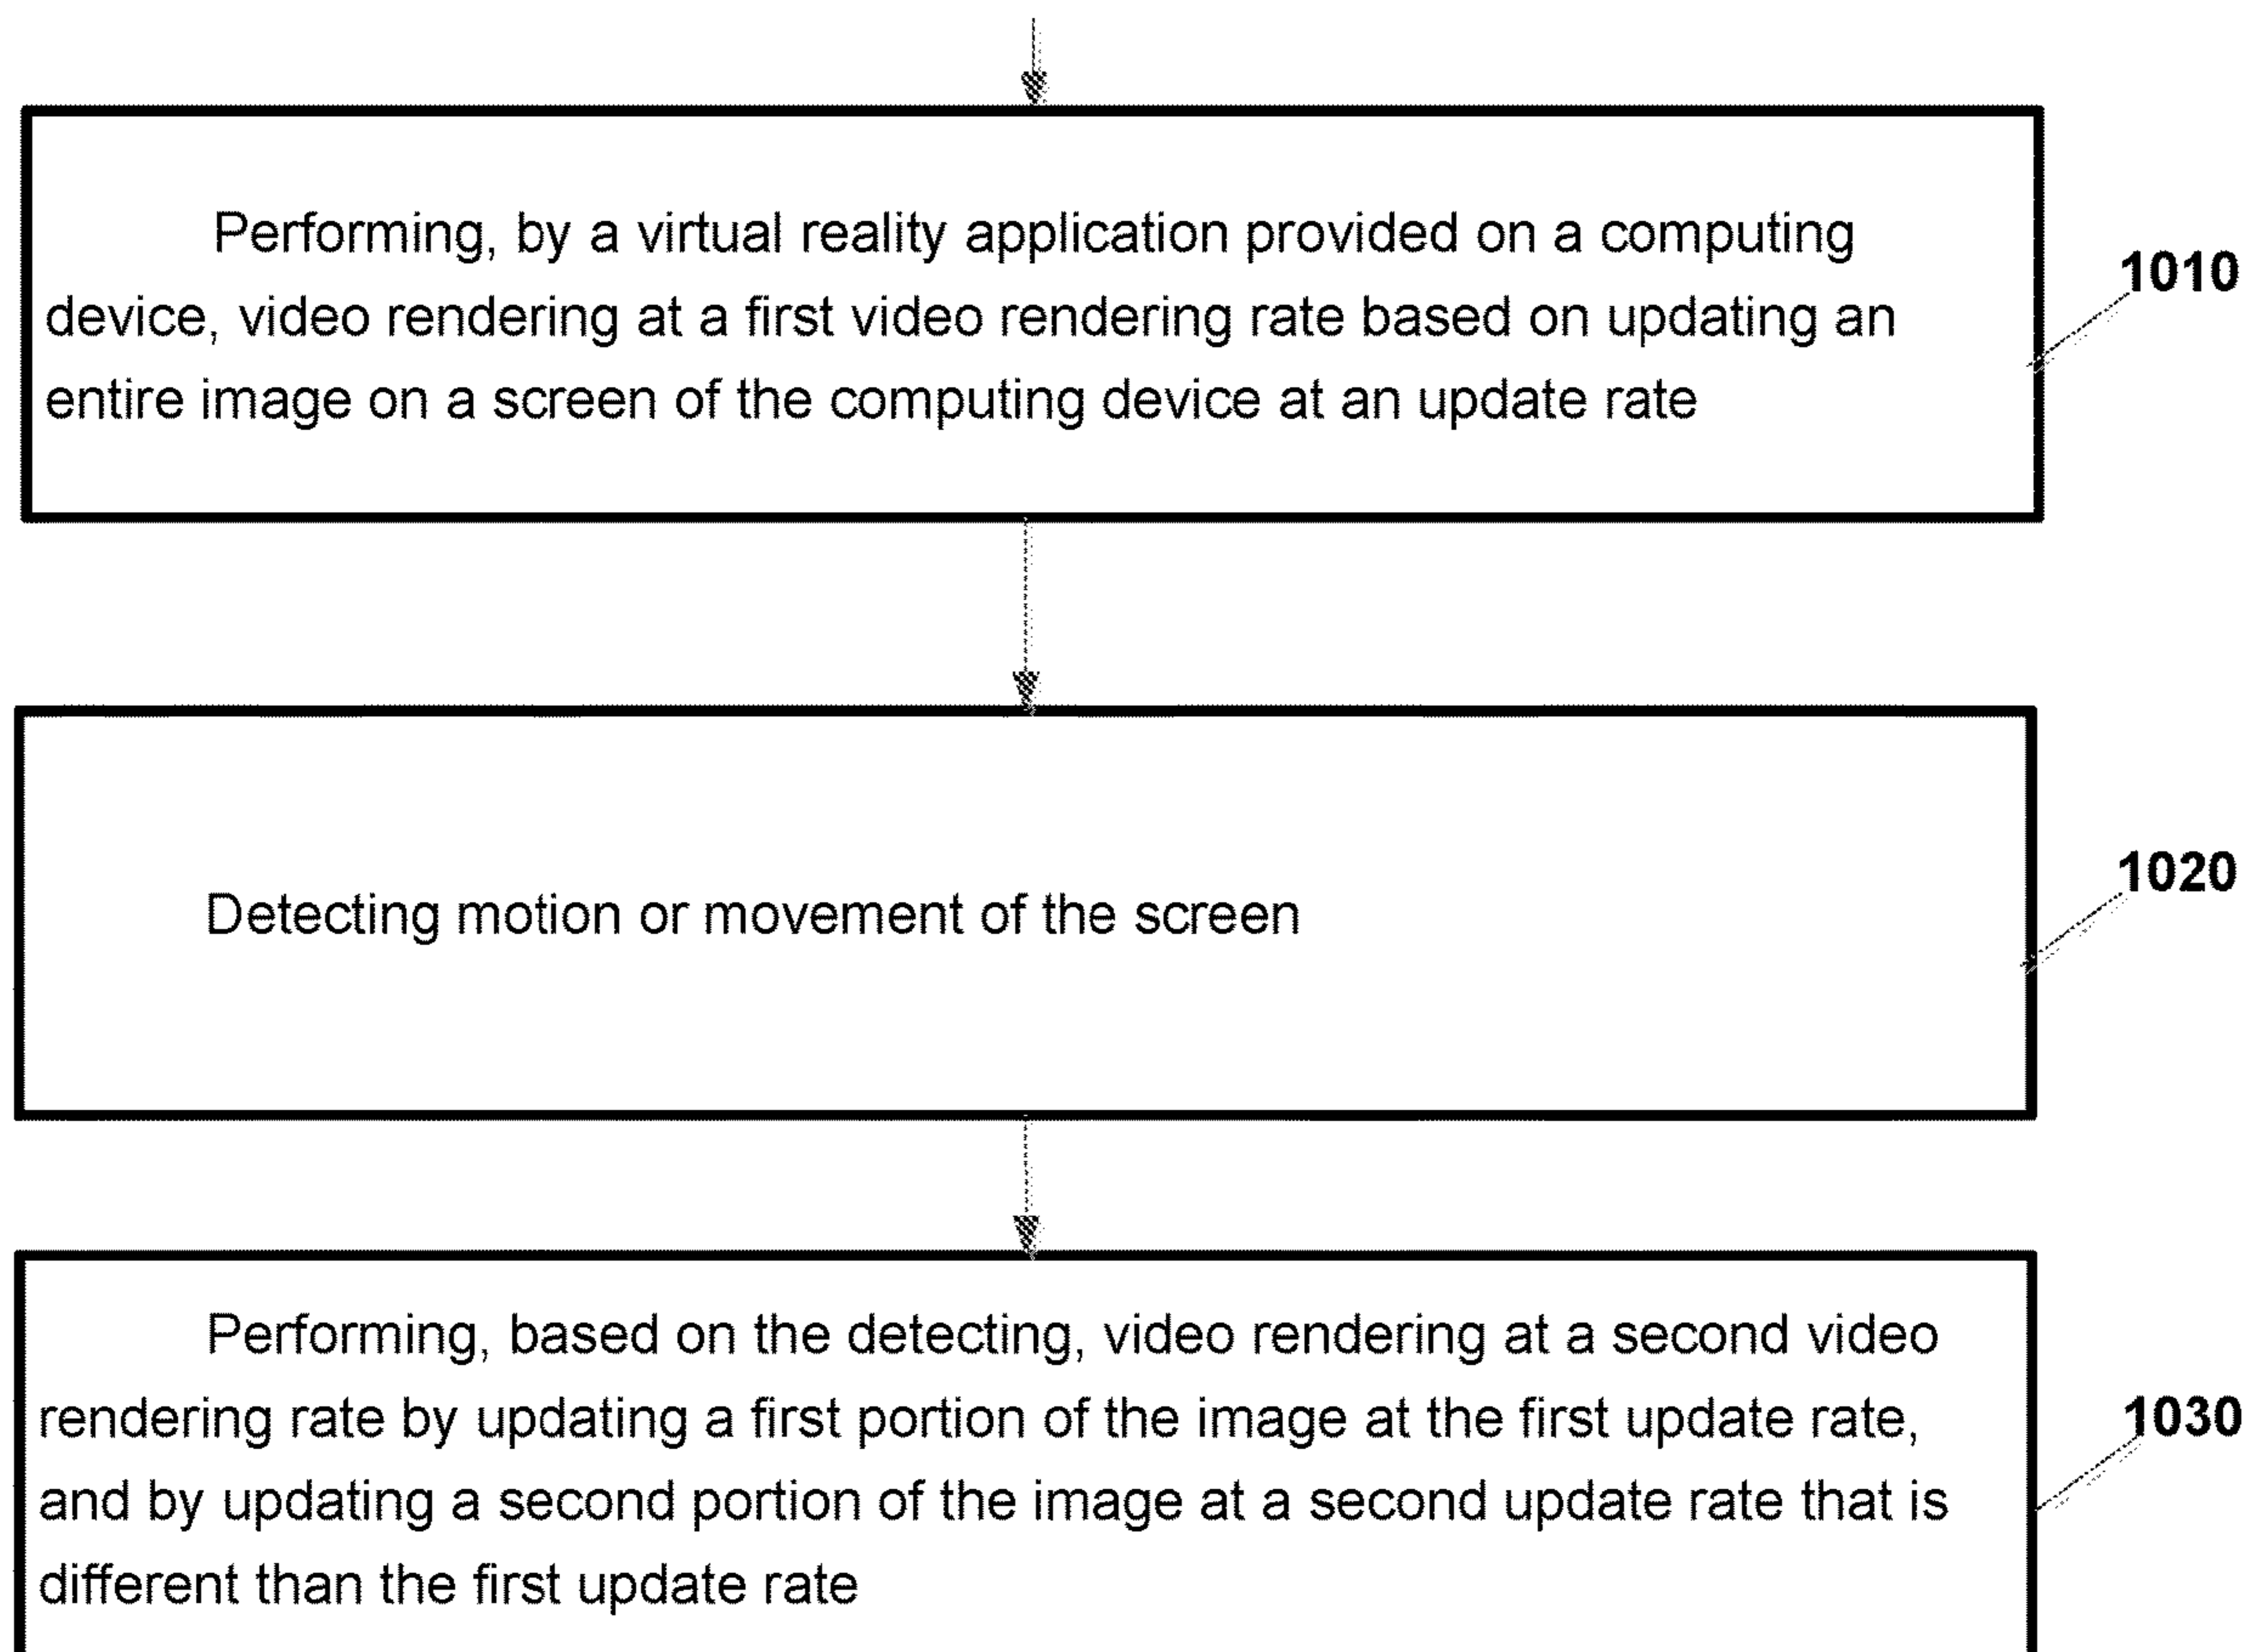 Performing, by a virtual reality application provided on a computing
device, video rendering at a first video rendering rate based on updating an
entire image on a screen of the computing device at an update rate
1010
Detecting motion or movement of the screen
1020
Performing, based on the detecting, video rendering at a second video
rendering rate by updating a first portion of the image at the first update rate,
and by updating a second portion of the image at a second update rate that is
different than the first update rate
1030